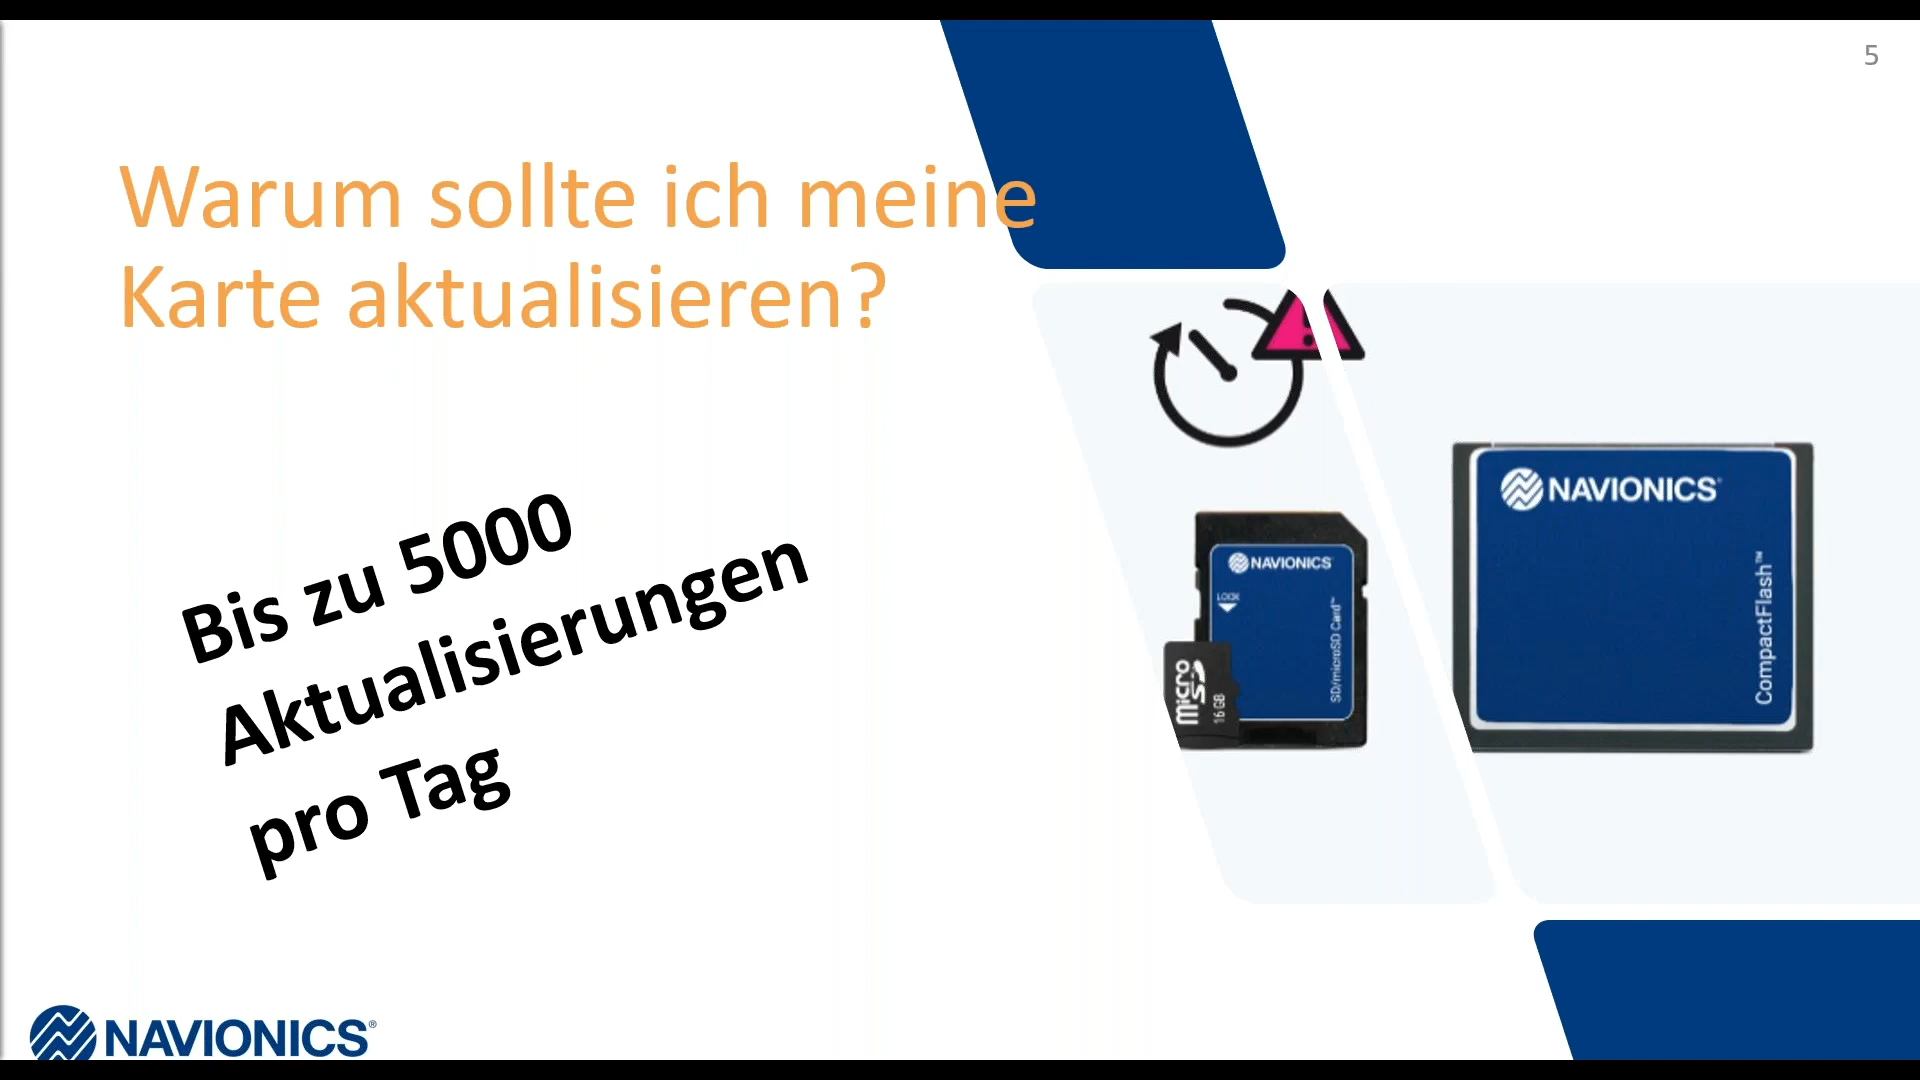 5
Warum sollte ich meine
Karte aktualisieren?
Bis zu 5000
Aktualisierungen
pro Tag
NAVIONICS
LOCK
SD/microSD Card™
micro
SD
16 GB
NAVIONICS®
CompactFlash™
NAVIONICS®